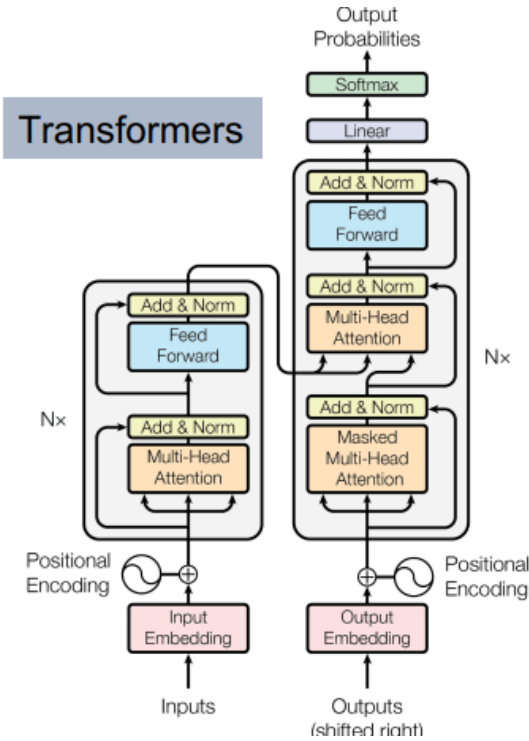 Output
Probabilities
Softmax
Transformers
Linear
Add & Norm
Feed
Forward
Add & Norm
Multi-Head
Attention
Add & Norm
Feed
Forward
Nx
Nx
Add & Norm
Multi-Head
Attention
Add & Norm
Masked
Multi-Head
Attention
Positional
Encoding
Positional
Encoding
Input
Embedding
Output
Embedding
Inputs
Outputs
(shifted right)